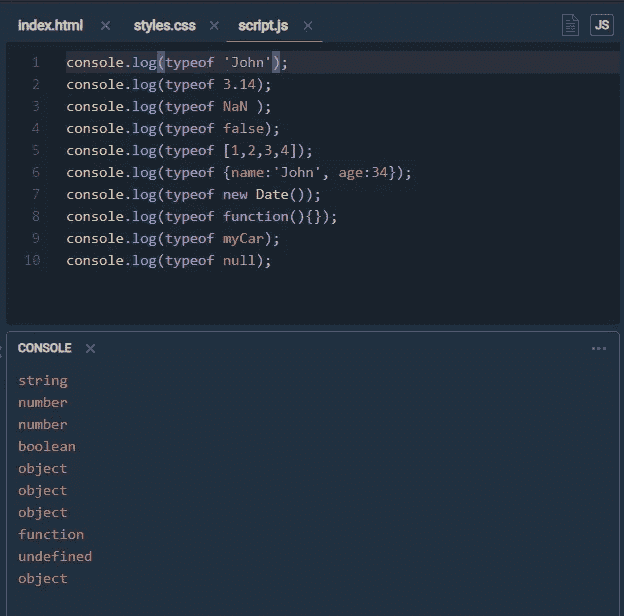 index.html × styles.css × script.js × JS
1 console.log(typeof 'John');
2 console.log(typeof 3.14);
3 console.log(typeof NaN );
4 console.log(typeof false);
5 console.log(typeof [1,2,3,4]);
6 console.log(typeof {name:'John', age:34});
7 console.log(typeof new Date());
8 console.log(typeof function(){});
9 console.log(typeof myCar);
10 console.log(typeof null);
CONSOLE × ...
string
number
number
boolean
object
object
object
function
undefined
object